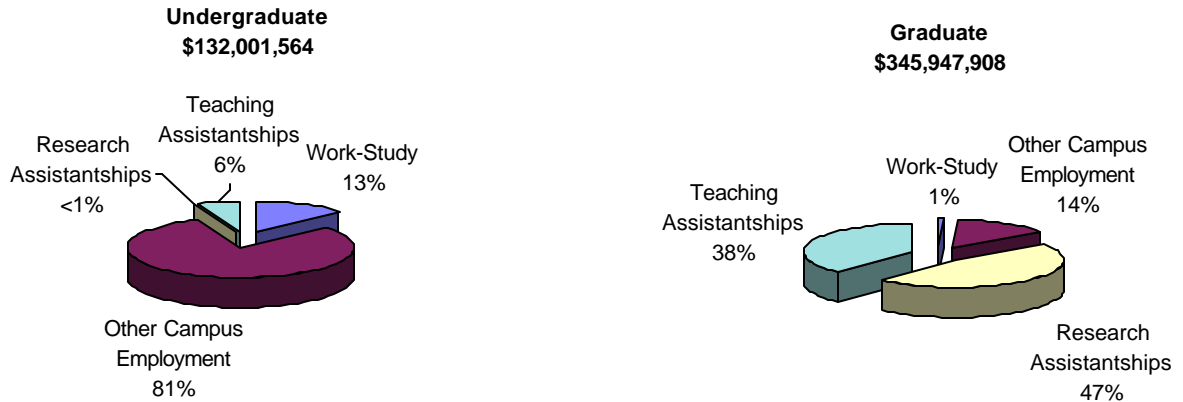 Undergraduate
$132,001,564
Teaching
Assistantships
6%
Research
Assistantships
<1%
Work-Study
13%
Other Campus
Employment
81%
Graduate
$345,947,908
Teaching
Assistantships
38%
Work-Study
1%
Other Campus
Employment
14%
Research
Assistantships
47%